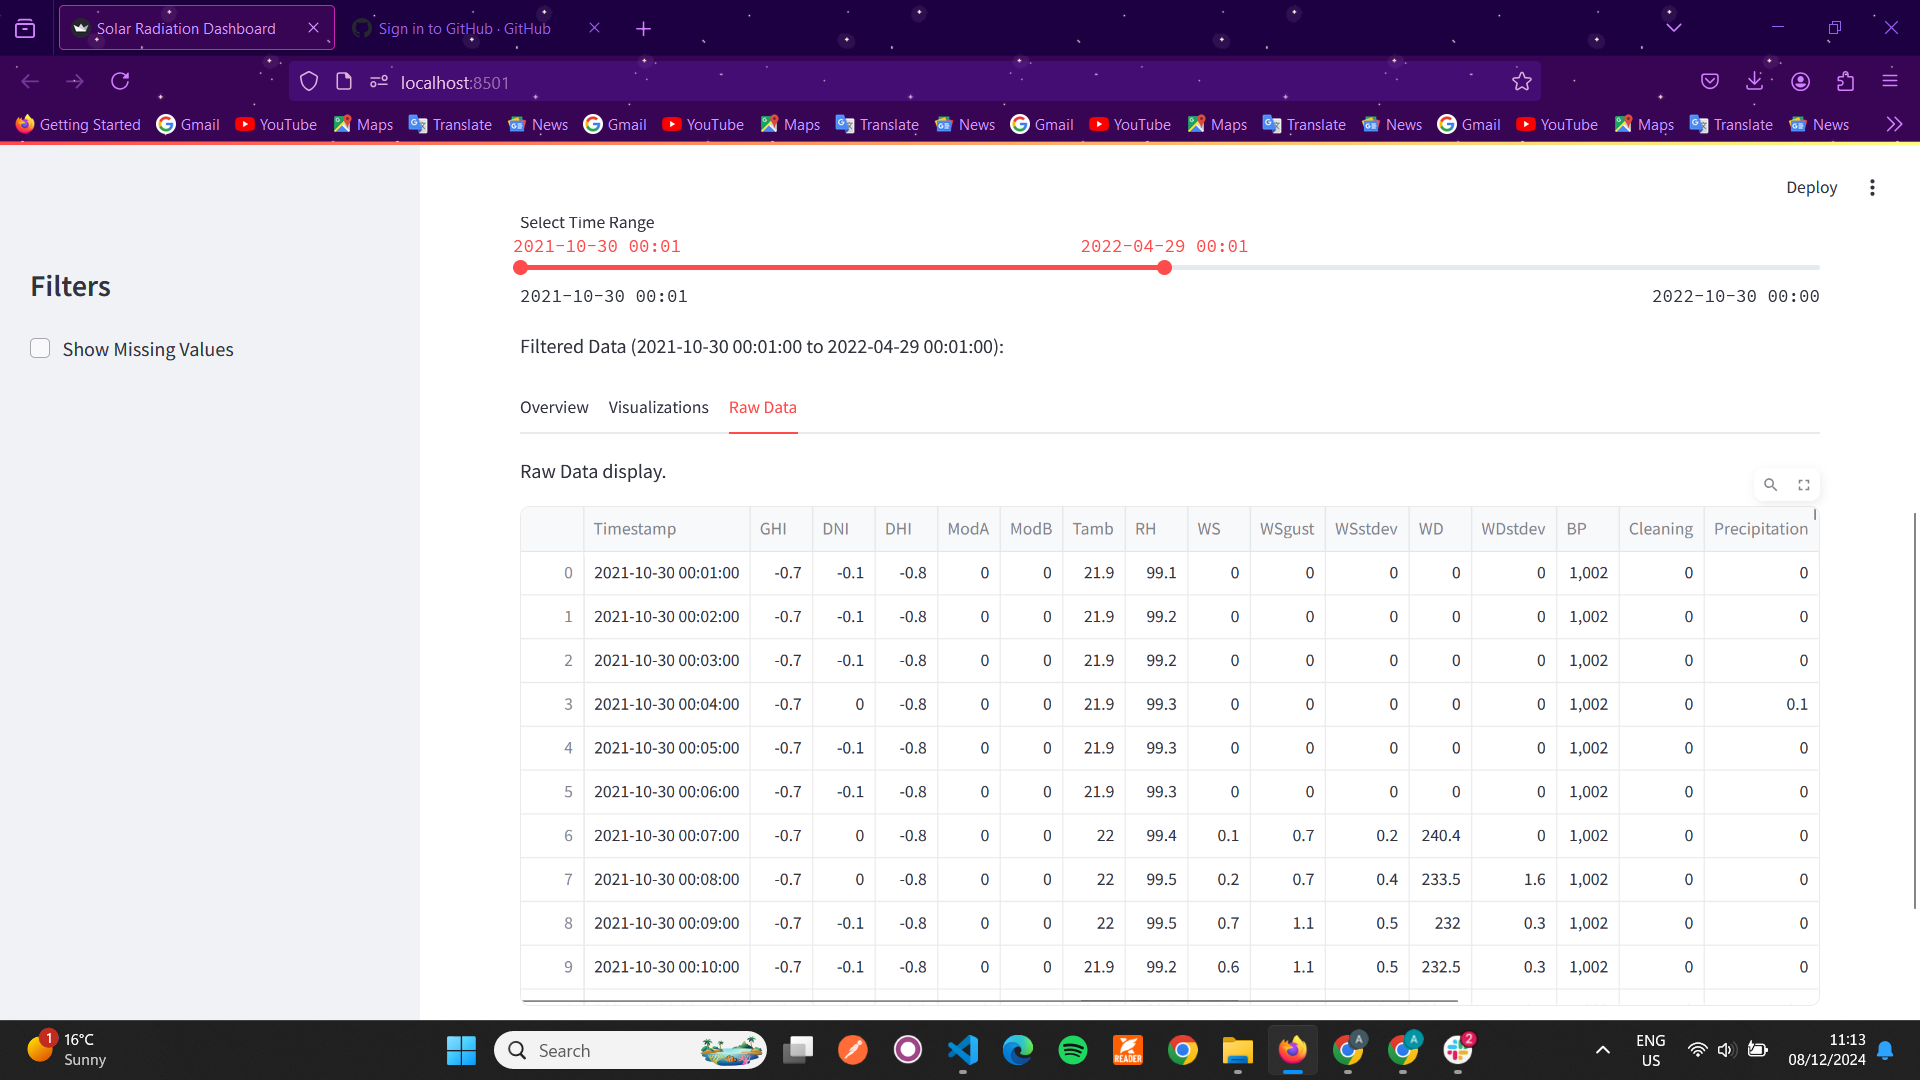 Solar Radiation Dashboard
Sign in to GitHub · GitHub
localhost:8501
Getting Started Gmail YouTube Maps Translate News Gmail YouTube Maps Translate News Gmail YouTube Maps Translate News Gmail YouTube Maps Translate News
Deploy
Filters
Show Missing Values
Select Time Range
2021-10-30 00:01 2022-04-29 00:01
2021-10-30 00:01 2022-10-30 00:00
Filtered Data (2021-10-30 00:01:00 to 2022-04-29 00:01:00):
Overview Visualizations Raw Data
Raw Data display.
Timestamp GHI DNI DHI ModA ModB Tamb RH WS WSgust WSstdev WD WDstdev BP Cleaning Precipitation
0 2021-10-30 00:01:00 -0.7 -0.1 -0.8 0 0 21.9 99.1 0 0 0 0 0 1,002 0 0
1 2021-10-30 00:02:00 -0.7 -0.1 -0.8 0 0 21.9 99.2 0 0 0 0 0 1,002 0 0
2 2021-10-30 00:03:00 -0.7 -0.1 -0.8 0 0 21.9 99.2 0 0 0 0 0 1,002 0 0
3 2021-10-30 00:04:00 -0.7 0 -0.8 0 0 21.9 99.3 0 0 0 0 0 1,002 0 0.1
4 2021-10-30 00:05:00 -0.7 -0.1 -0.8 0 0 21.9 99.3 0 0 0 0 0 1,002 0 0
5 2021-10-30 00:06:00 -0.7 -0.1 -0.8 0 0 21.9 99.3 0 0 0 0 0 1,002 0 0
6 2021-10-30 00:07:00 -0.7 0 -0.8 0 0 22 99.4 0.1 0.7 0.2 240.4 0 1,002 0 0
7 2021-10-30 00:08:00 -0.7 0 -0.8 0 0 22 99.5 0.2 0.7 0.4 233.5 1.6 1,002 0 0
8 2021-10-30 00:09:00 -0.7 -0.1 -0.8 0 0 22 99.5 0.7 1.1 0.5 232 0.3 1,002 0 0
9 2021-10-30 00:10:00 -0.7 -0.1 -0.8 0 0 21.9 99.2 0.6 1.1 0.5 232.5 0.3 1,002 0 0
1
16°C
Sunny
Search
READER
A
A
2
ENG
US
11:13
08/12/2024